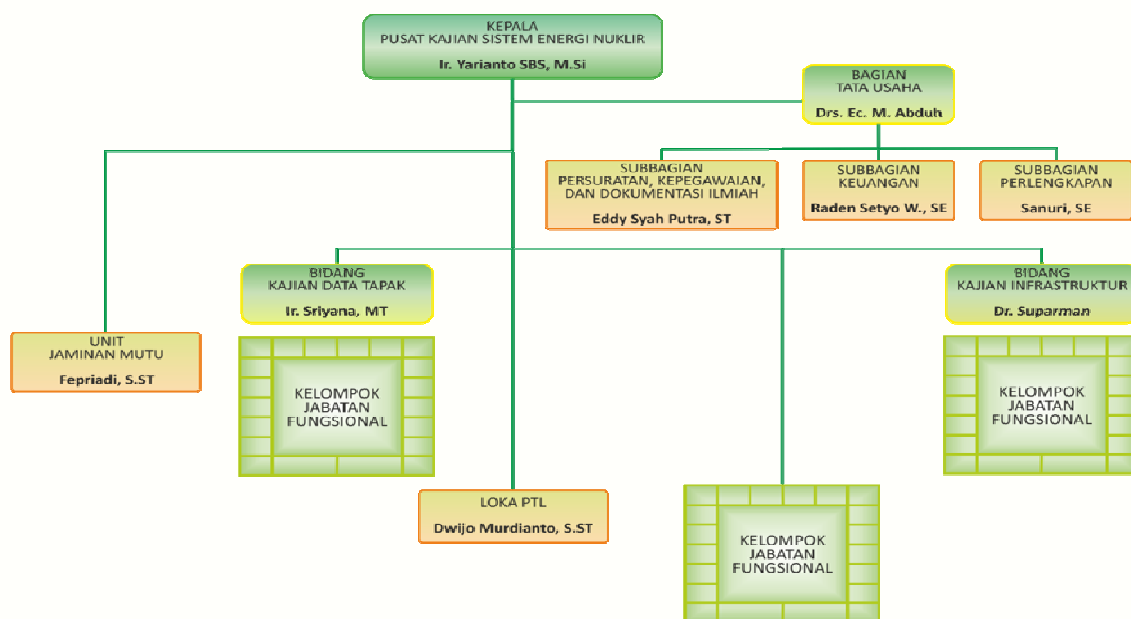 KEPALA
PUSAT KAJIAN SISTEM ENERGI NUKLIR
Ir. Yarianto SBS, M.Si
BAGIAN
TATA USAHA
Drs. Ec. M. Abduh
SUBBAGIAN
PERSURATAN, KEPEGAWAIAN,
DAN DOKUMENTASI ILMIAH
Eddy Syah Putra, ST
SUBBAGIAN
KEUANGAN
Raden Setyo W., SE
SUBBAGIAN
PERLENGKAPAN
Sanuri, SE
BIDANG
KAJIAN DATA TAPAK
Ir. Sriyana, MT
BIDANG
KAJIAN INFRASTRUKTUR
Dr. Suparman
UNIT
JAMINAN MUTU
Fepriadi, S.ST
KELOMPOK
JABATAN
FUNGSIONAL
KELOMPOK
JABATAN
FUNGSIONAL
LOKA PTL
Dwijo Murdianto, S.ST
KELOMPOK
JABATAN
FUNGSIONAL